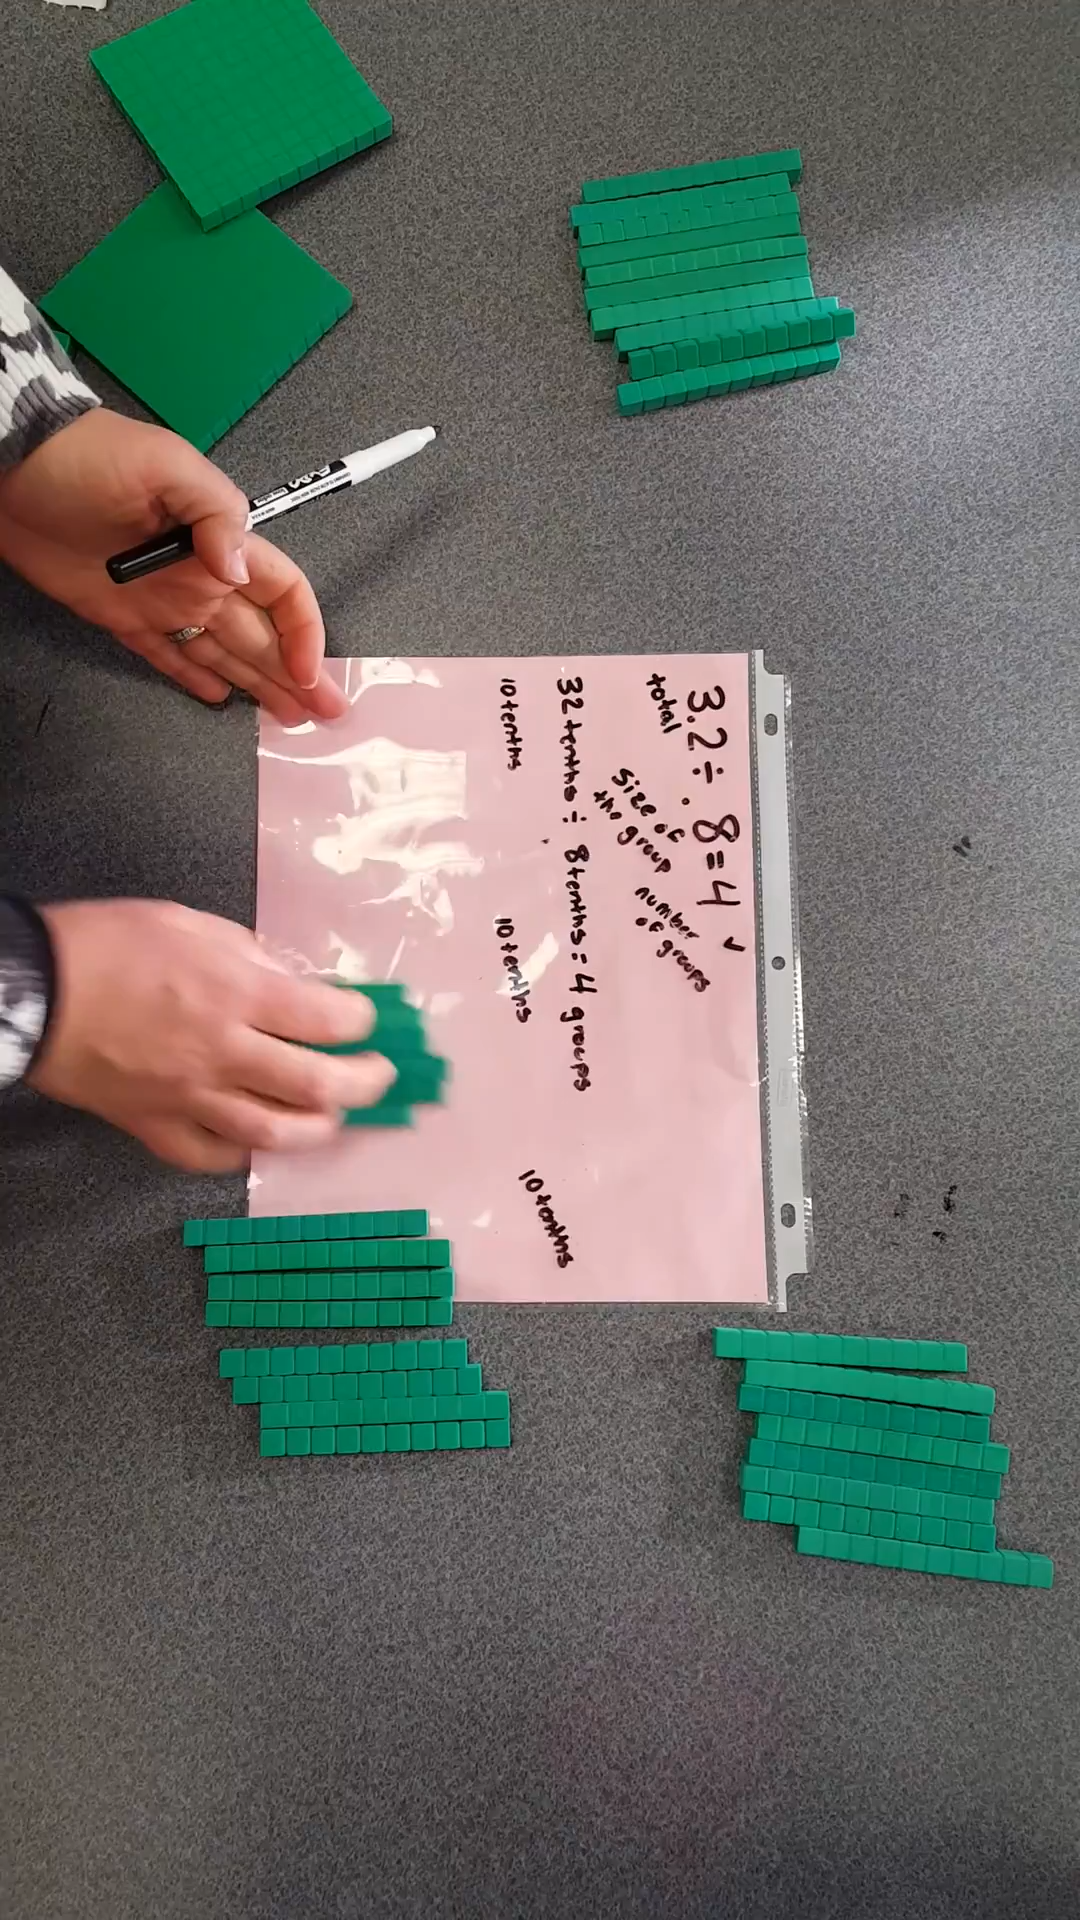 3.2 ÷ .8 = 4
total
size of
the group
number
of groups
32 tenths ÷ 8 tenths = 4 groups
10 tenths
10 tenths
10 tenths
EXPO